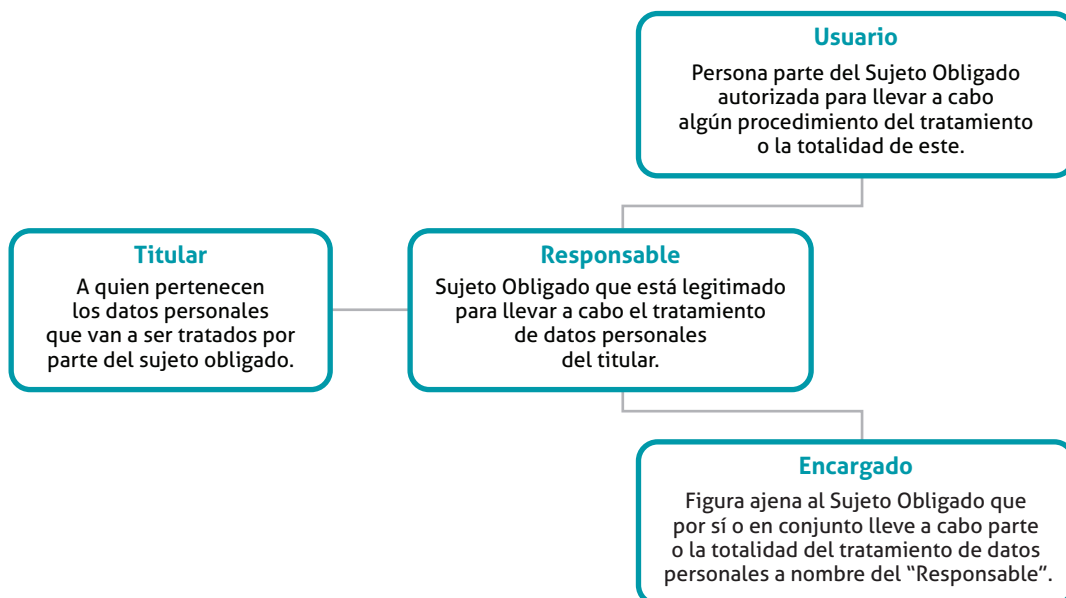 Usuario
Persona parte del Sujeto Obligado
autorizada para llevar a cabo
algún procedimiento del tratamiento
o la totalidad de este.
Titular
A quien pertenecen
los datos personales
que van a ser tratados por
parte del sujeto obligado.
Responsable
Sujeto Obligado que está legitimado
para llevar a cabo el tratamiento
de datos personales
del titular.
Encargado
Figura ajena al Sujeto Obligado que
por sí o en conjunto lleve a cabo parte
o la totalidad del tratamiento de datos
personales a nombre del “Responsable”.